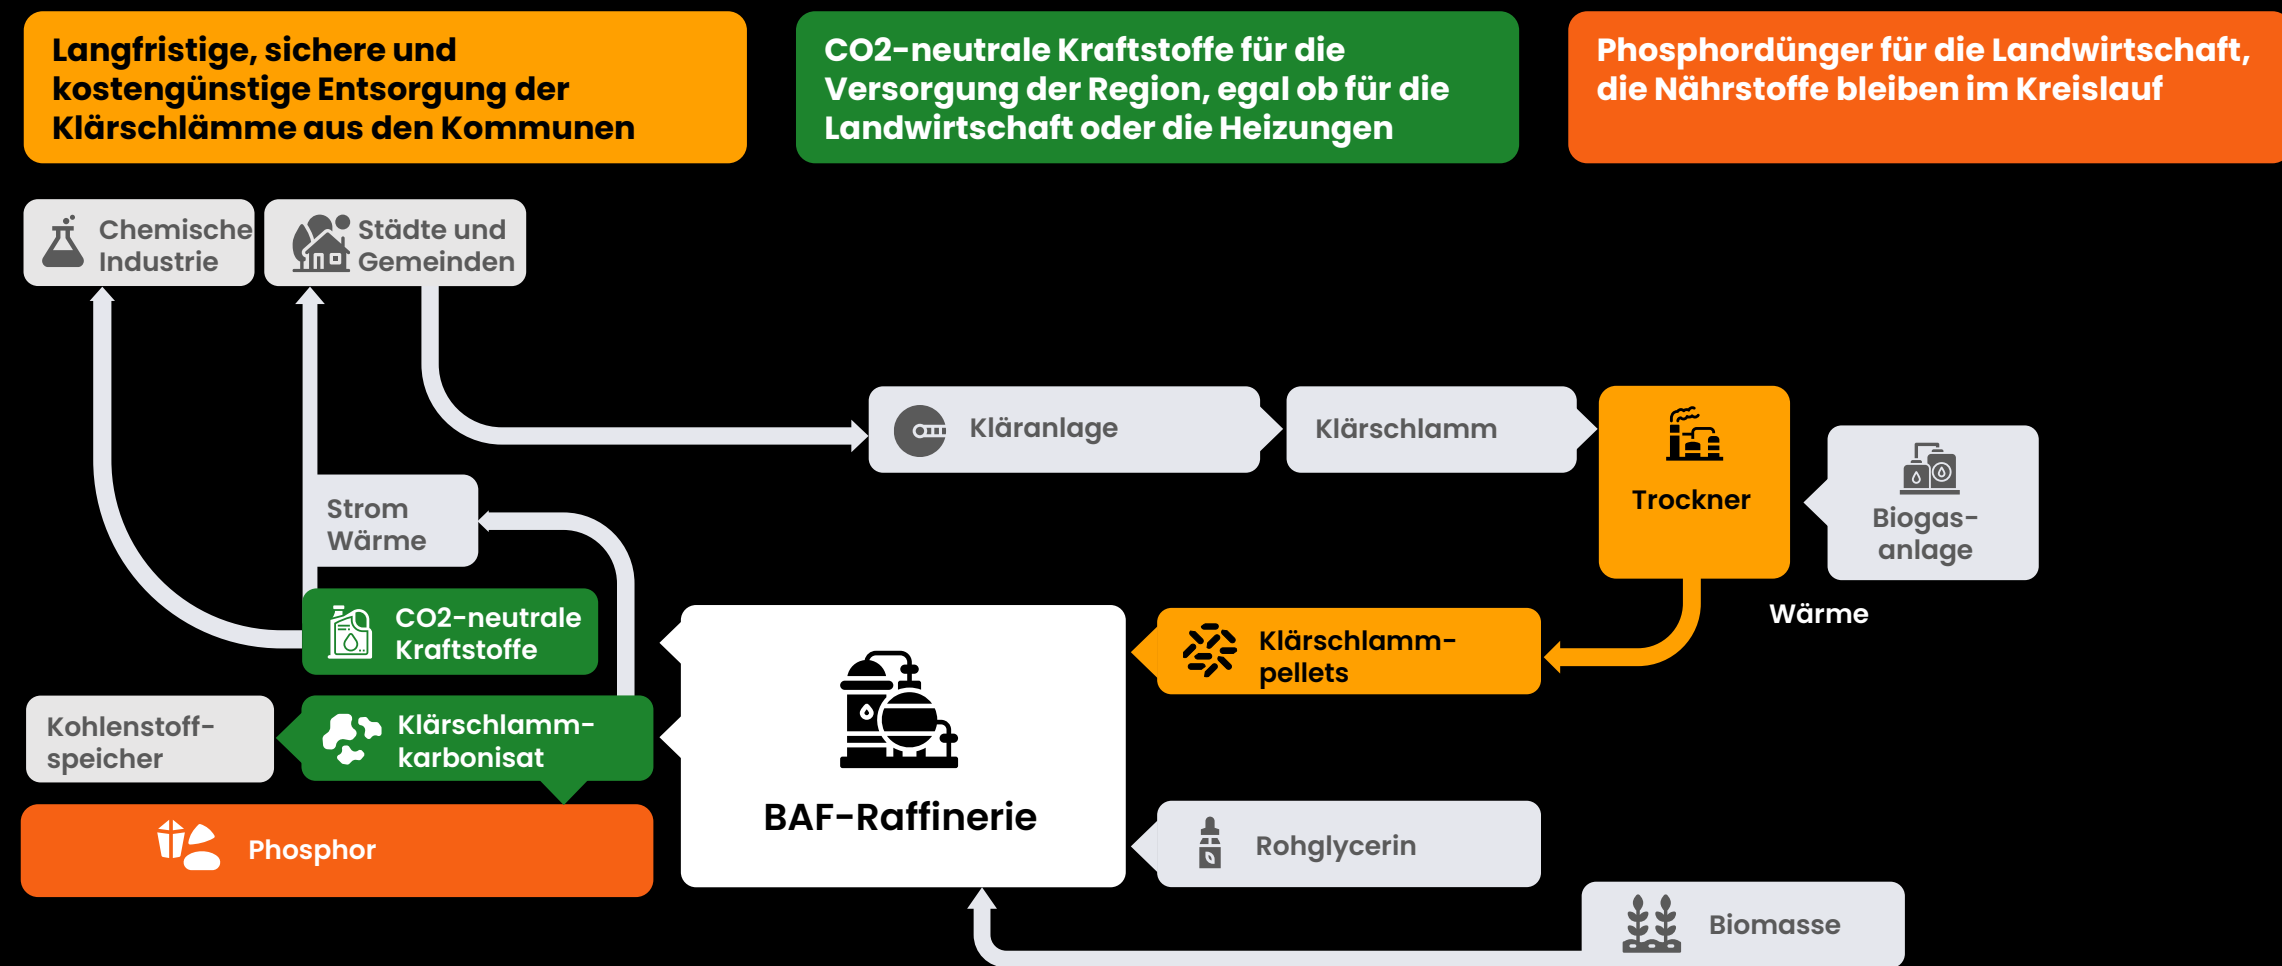 Langfristige, sichere und
kostengünstige Entsorgung der
Klärschlämme aus den Kommunen
CO2-neutrale Kraftstoffe für die
Versorgung der Region, egal ob für die
Landwirtschaft oder die Heizungen
Phosphordünger für die Landwirtschaft,
die Nährstoffe bleiben im Kreislauf
Chemische
Industrie
Städte und
Gemeinden
Kläranlage
Klärschlamm
Trockner
Biogas-
anlage
Wärme
Strom
Wärme
CO2-neutrale
Kraftstoffe
Klärschlamm-
pellets
Kohlenstoff-
speicher
Klärschlamm-
karbonisat
BAF-Raffinerie
Phosphor
Rohglycerin
Biomasse